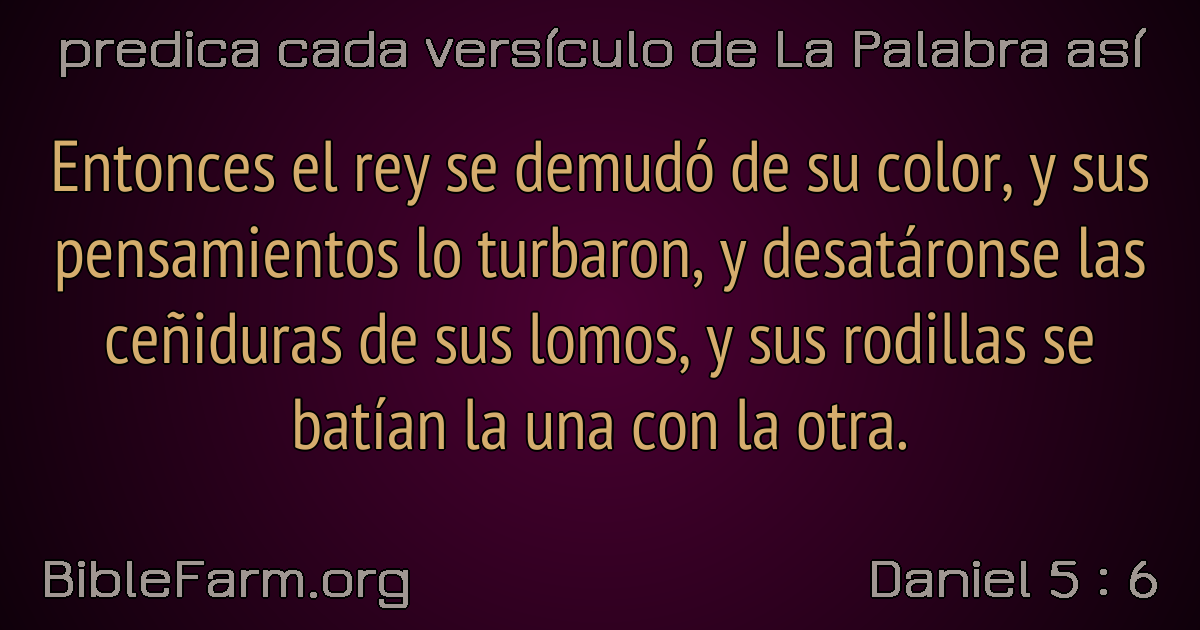 predica cada versículo de La Palabra así
Entonces el rey se demudó de su color, y sus
pensamientos lo turbaron, y desatáronse las
ceñiduras de sus lomos, y sus rodillas se
batían la una con la otra.
BibleFarm.org
Daniel 5 : 6